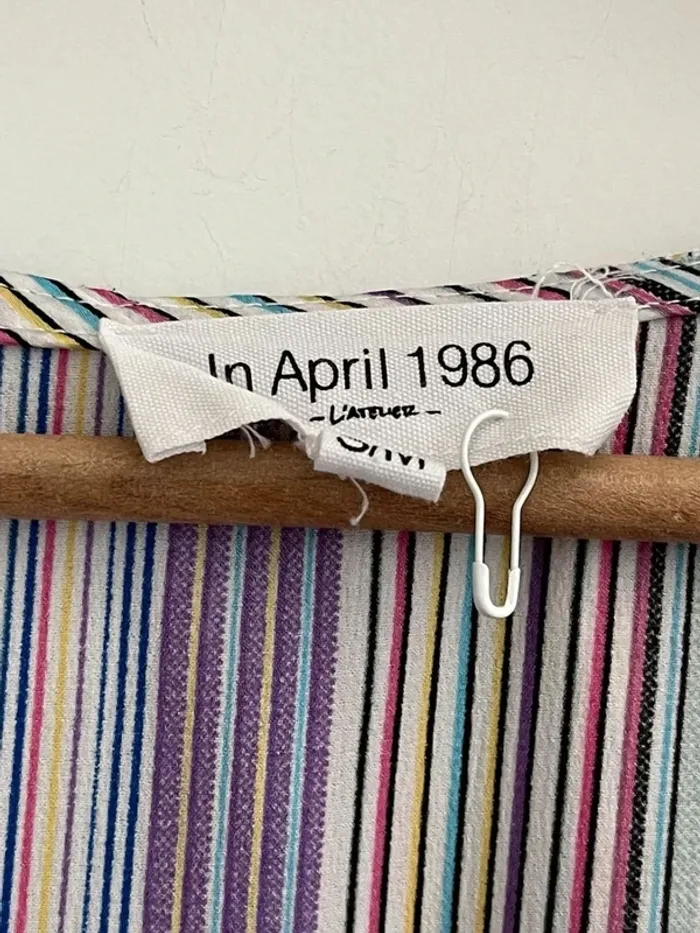 In April 1986
-L'ATELIER-
S/M